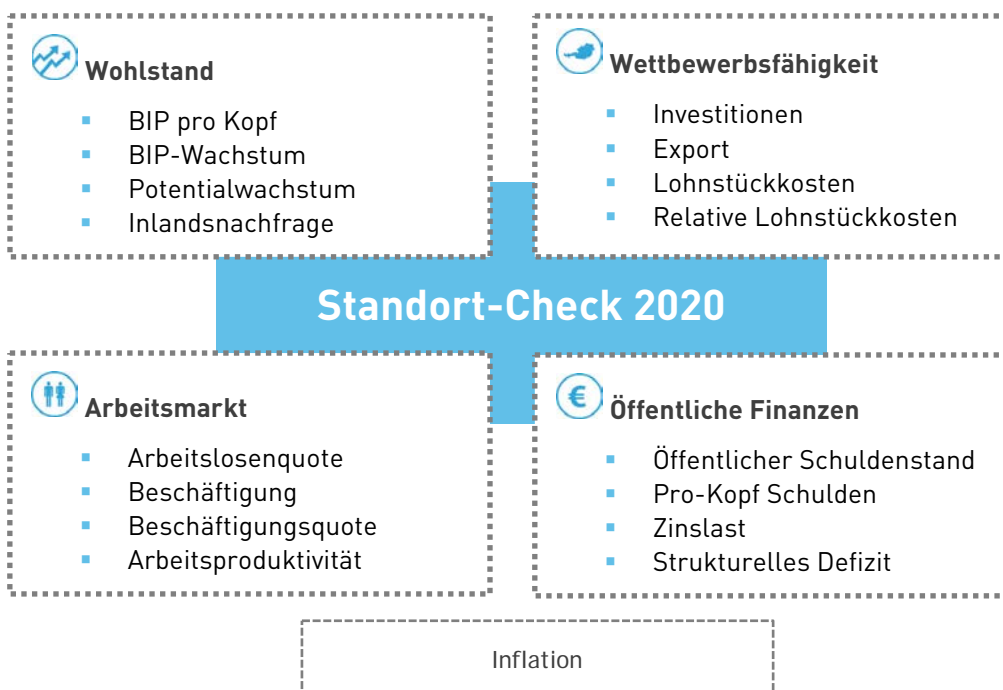 Wohlstand
BIP pro Kopf
BIP-Wachstum
Potentialwachstum
Inlandsnachfrage
Wettbewerbsfähigkeit
Investitionen
Export
Lohnstückkosten
Relative Lohnstückkosten
Standort-Check 2020
Arbeitsmarkt
Arbeitslosenquote
Beschäftigung
Beschäftigungsquote
Arbeitsproduktivität
€
Öffentliche Finanzen
Öffentlicher Schuldenstand
Pro-Kopf Schulden
Zinslast
Strukturelles Defizit
Inflation